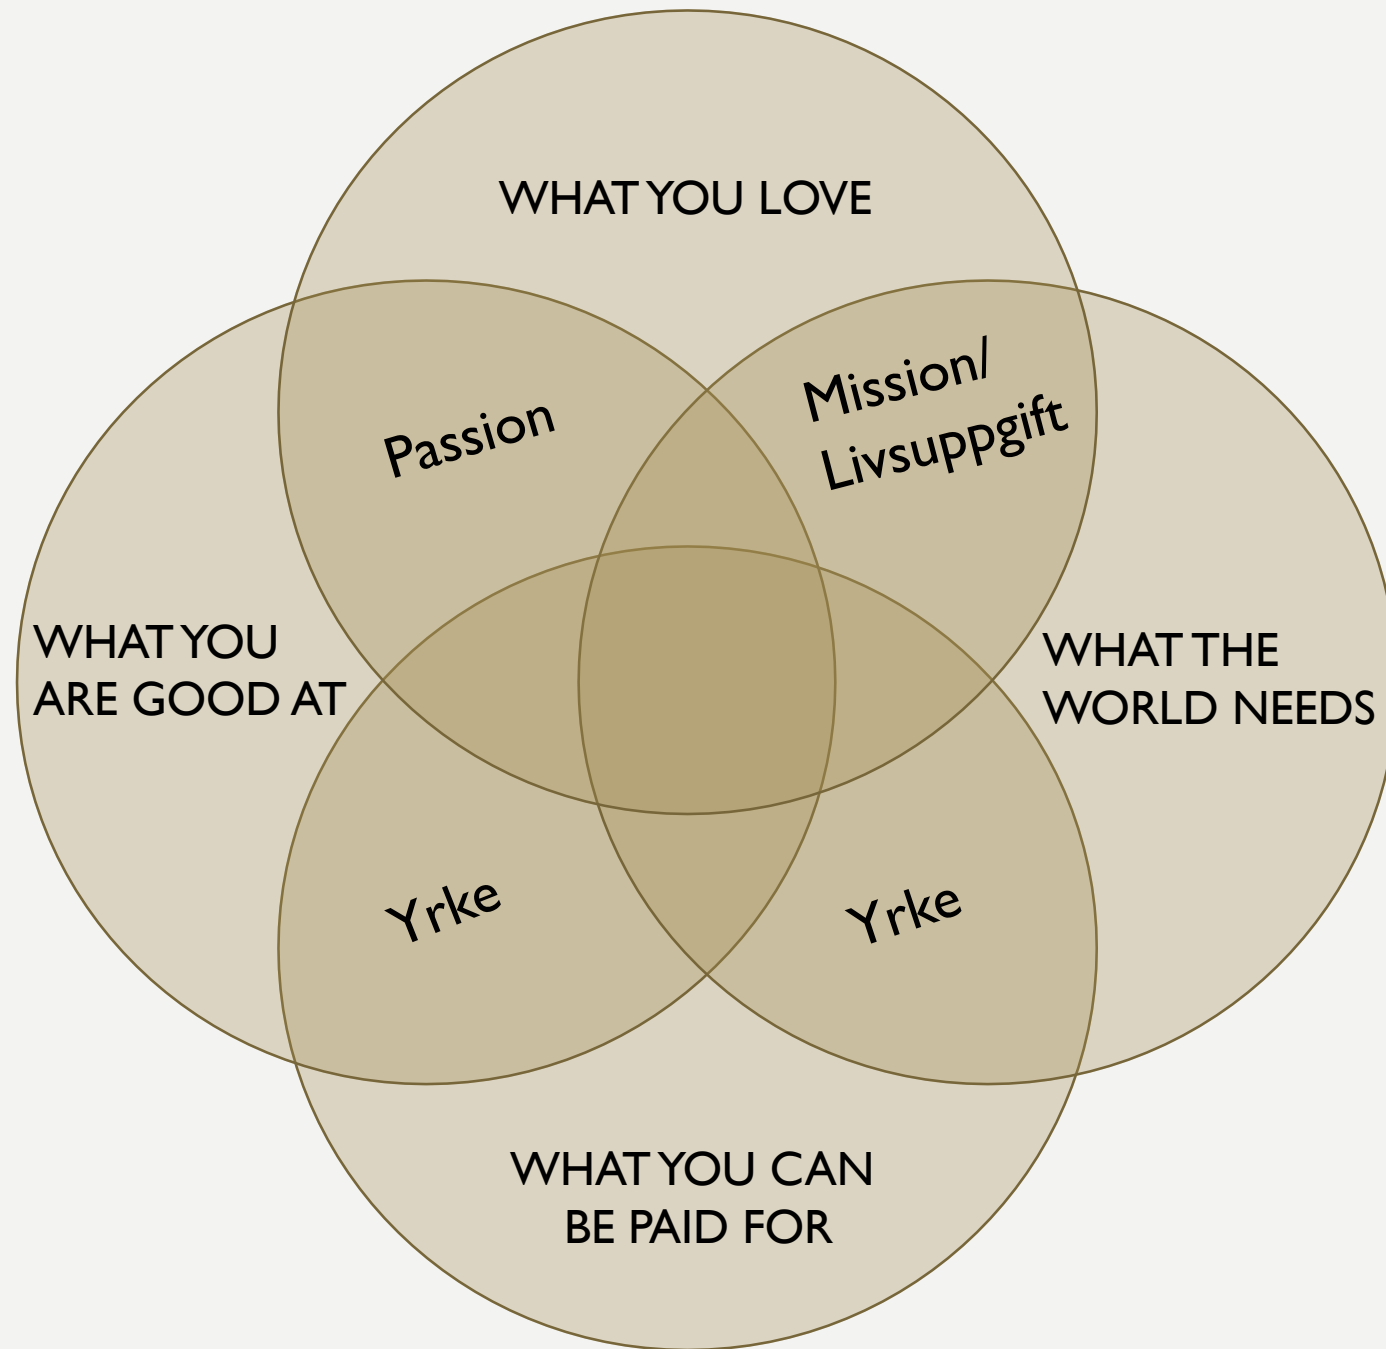 WHAT YOU LOVE
Passion
Mission/
Livsuppgift
WHAT YOU
ARE GOOD AT
WHAT THE
WORLD NEEDS
Yrke
Yrke
WHAT YOU CAN
BE PAID FOR